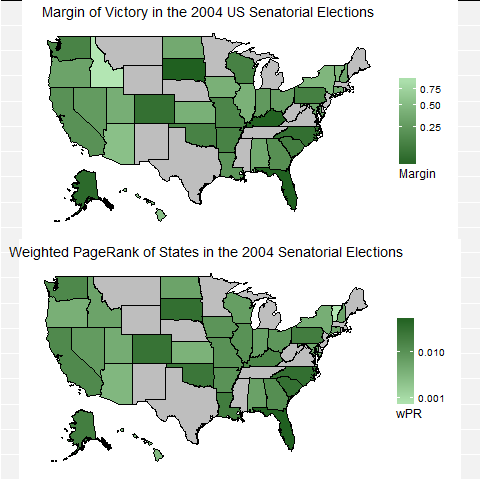 Margin of Victory in the 2004 US Senatorial Elections
0.75
0.50
0.25
Margin
Weighted PageRank of States in the 2004 Senatorial Elections
0.010
0.001
wPR